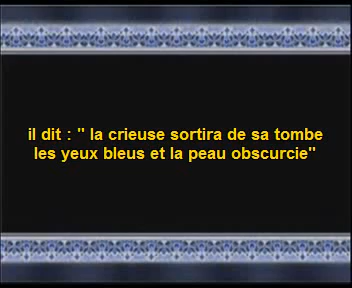 il dit : " la crieuse sortira de sa tombe
les yeux bleus et la peau obscurcie"